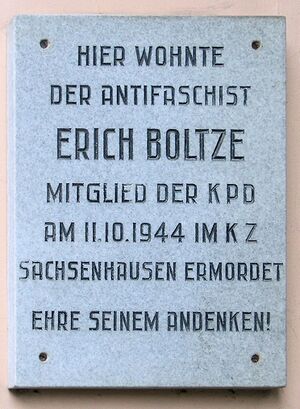 HIER WOHNTE
DER ANTIFASCHIST
ERICH BOLTZE
MITGLIED DER KPD
AM 11.10.1944 IM KZ
SACHSENHAUSEN ERMORDET
EHRE SEINEM ANDENKEN!